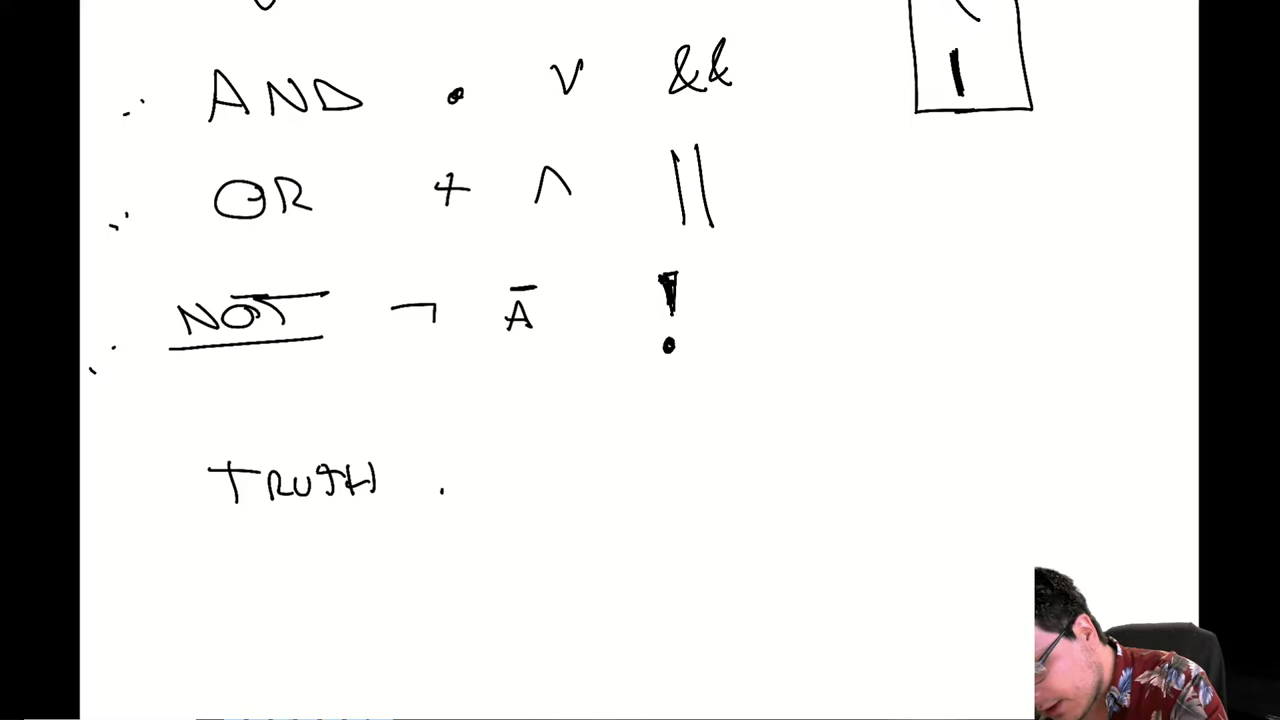 AND • ∨ &&
OR + ∧ ||
NOT ¬ Ā !
TRUTH